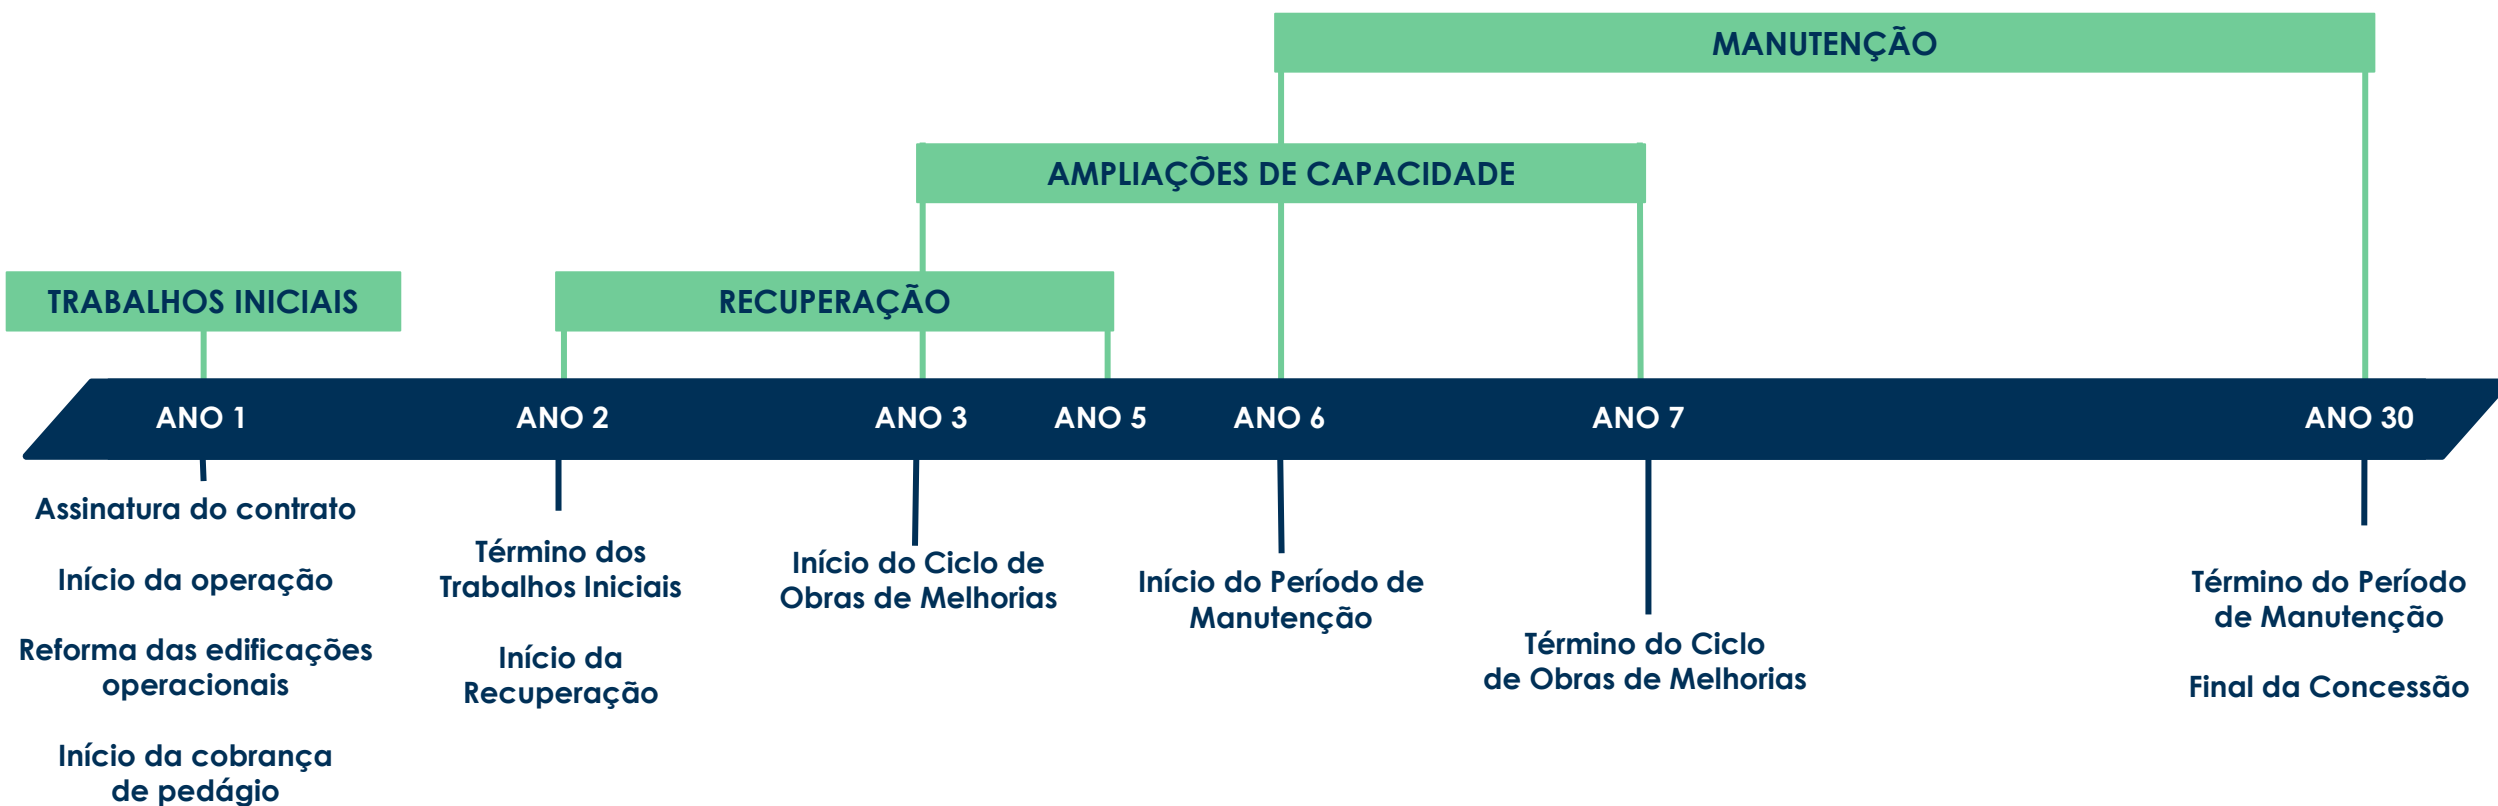 MANUTENÇÃO
AMPLIAÇÕES DE CAPACIDADE
TRABALHOS INICIAIS
RECUPERAÇÃO
ANO 1
ANO 2
ANO 3
ANO 5
ANO 6
ANO 7
ANO 30
Assinatura do contrato
Início da operação
Reforma das edificações
operacionais
Início da cobrança
de pedágio
Término dos
Trabalhos Iniciais
Início da
Recuperação
Início do Ciclo de
Obras de Melhorias
Início do Período de
Manutenção
Término do Ciclo
de Obras de Melhorias
Término do Período
de Manutenção
Final da Concessão